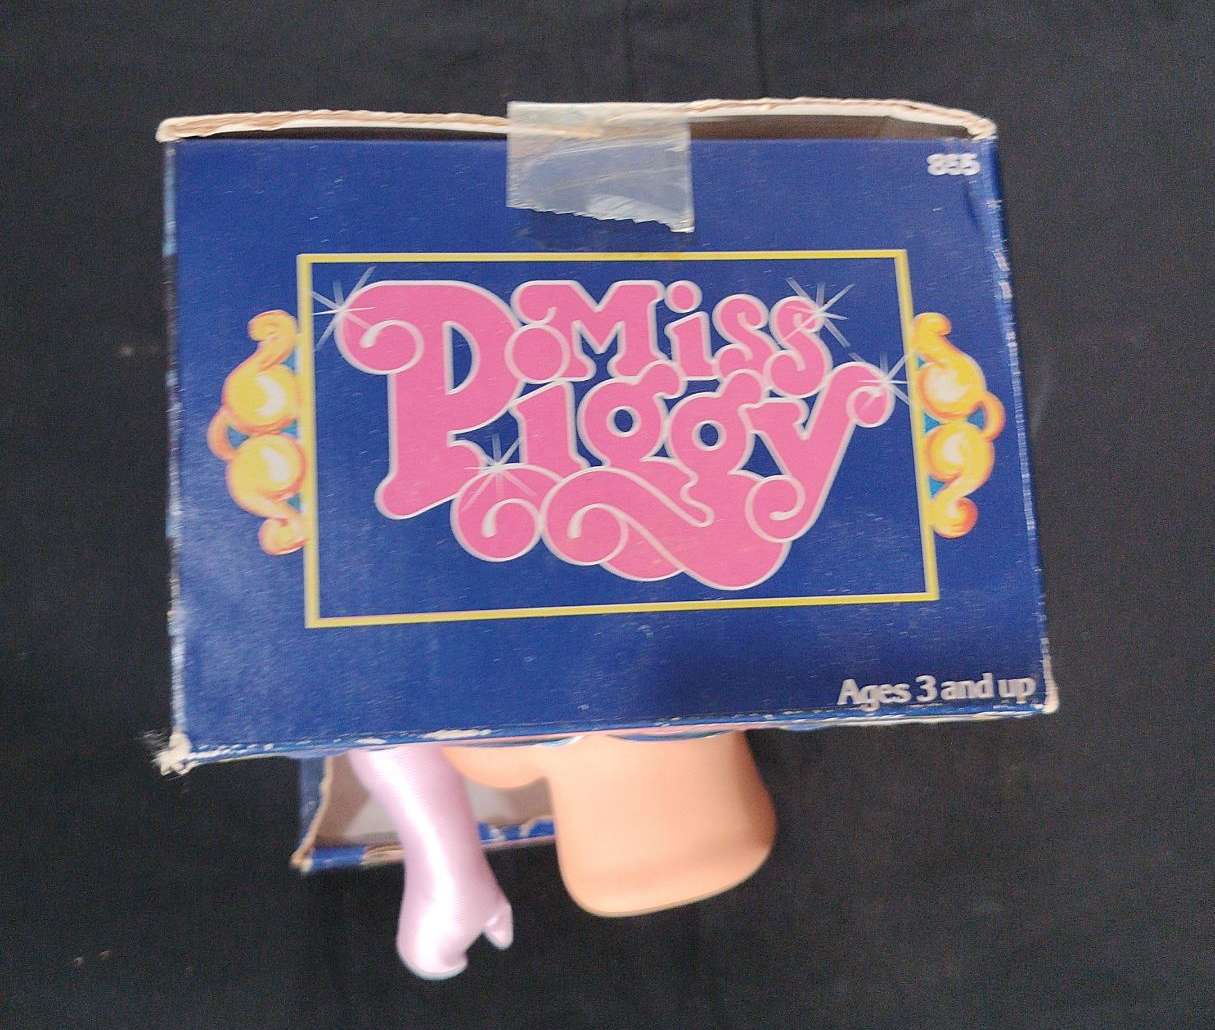 855
Miss
Piggy
Ages 3 and up